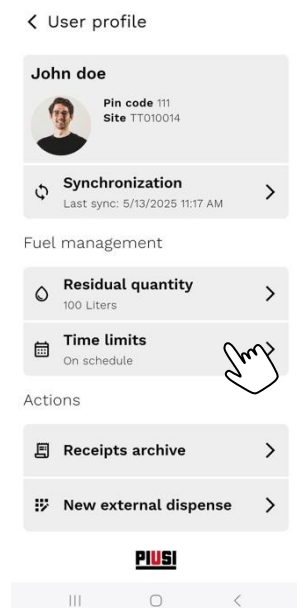 User profile
John doe
Pin code 111
Site TT010014
Synchronization
Last sync: 5/13/2025 11:17 AM
Fuel management
Residual quantity
100 Liters
Time limits
On schedule
Actions
Receipts archive
New external dispense
PIUSI